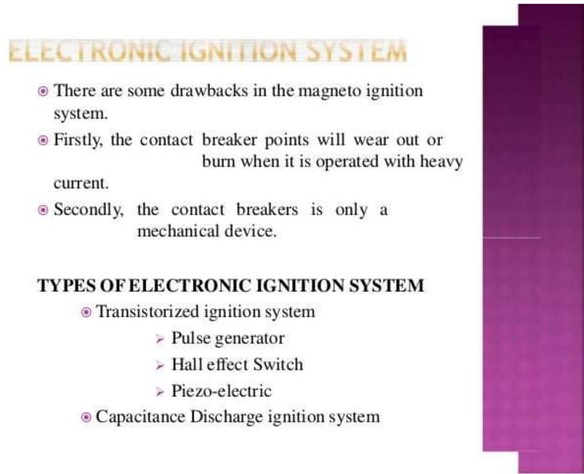 ELECTRONIC IGNITION SYSTEM
There are some drawbacks in the magneto ignition
system.
Firstly, the contact breaker points will wear out or
burn when it is operated with heavy
current.
Secondly, the contact breakers is only a
mechanical device.
TYPES OF ELECTRONIC IGNITION SYSTEM
Transistorized ignition system
Pulse generator
Hall effect Switch
Piezo-electric
Capacitance Discharge ignition system